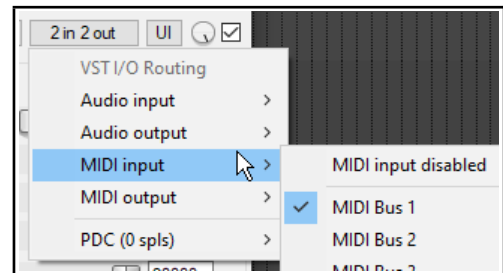 2 in 2 out UI
VST I/O Routing
Audio input
Audio output
MIDI input
MIDI input disabled
MIDI output
MIDI Bus 1
PDC (0 spls)
MIDI Bus 2